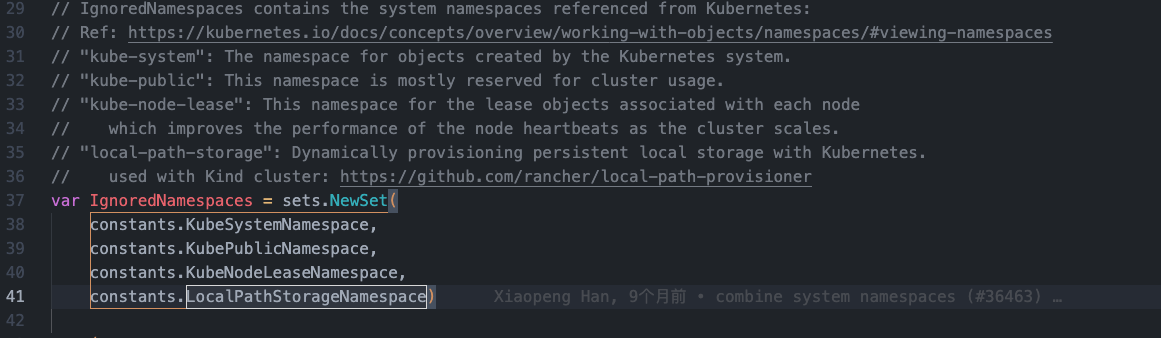 29 // IgnoredNamespaces contains the system namespaces referenced from Kubernetes:
30 // Ref: https://kubernetes.io/docs/concepts/overview/working-with-objects/namespaces/#viewing-namespaces
31 // "kube-system": The namespace for objects created by the Kubernetes system.
32 // "kube-public": This namespace is mostly reserved for cluster usage.
33 // "kube-node-lease": This namespace for the lease objects associated with each node
34 //    which improves the performance of the node heartbeats as the cluster scales.
35 // "local-path-storage": Dynamically provisioning persistent local storage with Kubernetes.
36 //    used with Kind cluster: https://github.com/rancher/local-path-provisioner
37 var IgnoredNamespaces = sets.NewSet(
38     constants.KubeSystemNamespace,
39     constants.KubePublicNamespace,
40     constants.KubeNodeLeaseNamespace,
41     constants.LocalPathStorageNamespace)     Xiaopeng Han, 9个月前 • combine system namespaces (#36463) …
42